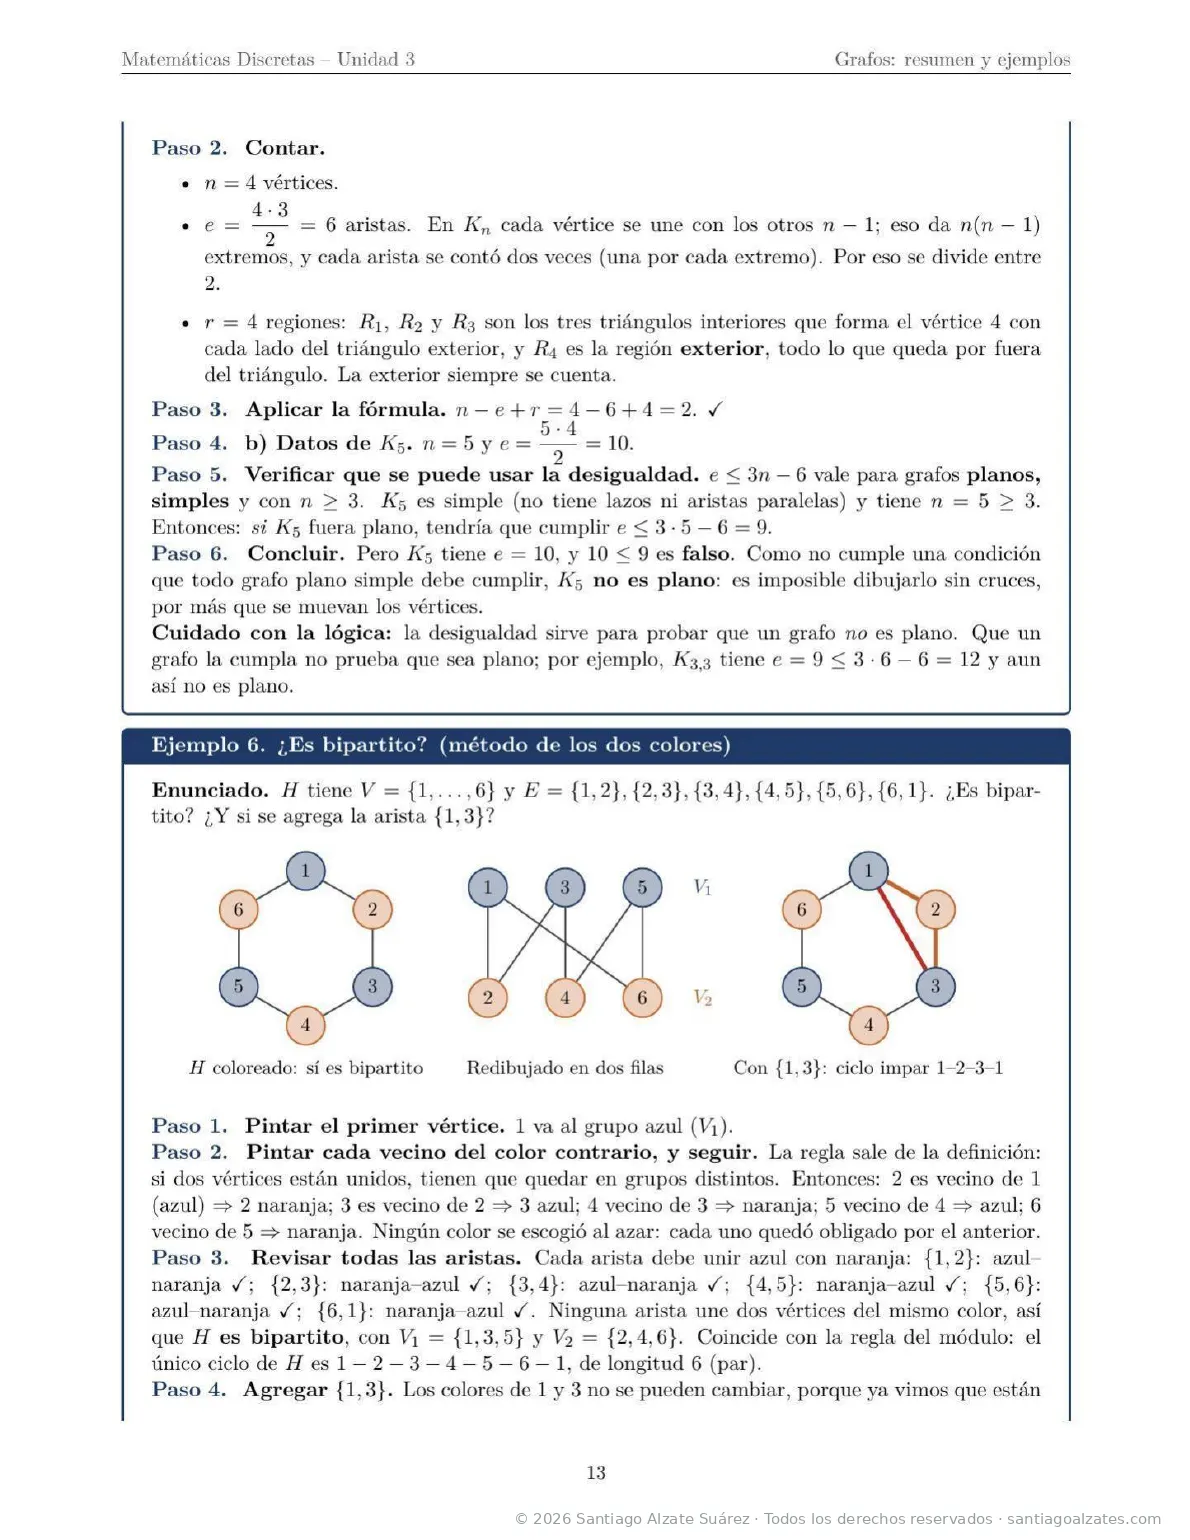 Matemáticas Discretas – Unidad 3 Grafos: resumen y ejemplos
Paso 2. Contar.
• n = 4 vértices.
• e = 4 · 3 / 2 = 6 aristas. En Kₙ cada vértice se une con los otros n − 1; eso da n(n − 1)
extremos, y cada arista se contó dos veces (una por cada extremo). Por eso se divide entre
2.
• r = 4 regiones: R₁, R₂ y R₃ son los tres triángulos interiores que forma el vértice 4 con
cada lado del triángulo exterior, y R₄ es la región exterior, todo lo que queda por fuera
del triángulo. La exterior siempre se cuenta.
Paso 3. Aplicar la fórmula. n − e + r = 4 − 6 + 4 = 2. ✓
Paso 4. b) Datos de K₅. n = 5 y e = 5 · 4 / 2 = 10.
Paso 5. Verificar que se puede usar la desigualdad. e ≤ 3n − 6 vale para grafos planos,
simples y con n ≥ 3. K₅ es simple (no tiene lazos ni aristas paralelas) y tiene n = 5 ≥ 3.
Entonces: si K₅ fuera plano, tendría que cumplir e ≤ 3 · 5 − 6 = 9.
Paso 6. Concluir. Pero K₅ tiene e = 10, y 10 ≤ 9 es falso. Como no cumple una condición
que todo grafo plano simple debe cumplir, K₅ no es plano: es imposible dibujarlo sin cruces,
por más que se muevan los vértices.
Cuidado con la lógica: la desigualdad sirve para probar que un grafo no es plano. Que un
grafo la cumpla no prueba que sea plano; por ejemplo, K₃,₃ tiene e = 9 ≤ 3 · 6 − 6 = 12 y aun
así no es plano.
Ejemplo 6. ¿Es bipartito? (método de los dos colores)
Enunciado. H tiene V = {1, . . . , 6} y E = {1, 2}, {2, 3}, {3, 4}, {4, 5}, {5, 6}, {6, 1}. ¿Es bipar-
tito? ¿Y si se agrega la arista {1, 3}?
1
6 2
5 3
4
1 3 5 V₁
2 4 6 V₂
1
6 2
5 3
4
H coloreado: sí es bipartito
Redibujado en dos filas
Con {1, 3}: ciclo impar 1–2–3–1
Paso 1. Pintar el primer vértice. 1 va al grupo azul (V₁).
Paso 2. Pintar cada vecino del color contrario, y seguir. La regla sale de la definición:
si dos vértices están unidos, tienen que quedar en grupos distintos. Entonces: 2 es vecino de 1
(azul) ⇒ 2 naranja; 3 es vecino de 2 ⇒ 3 azul; 4 vecino de 3 ⇒ naranja; 5 vecino de 4 ⇒ azul; 6
vecino de 5 ⇒ naranja. Ningún color se escogió al azar: cada uno quedó obligado por el anterior.
Paso 3. Revisar todas las aristas. Cada arista debe unir azul con naranja: {1, 2}: azul–
naranja ✓; {2, 3}: naranja–azul ✓; {3, 4}: azul–naranja ✓; {4, 5}: naranja–azul ✓; {5, 6}:
azul–naranja ✓; {6, 1}: naranja–azul ✓. Ninguna arista une dos vértices del mismo color, así
que H es bipartito, con V₁ = {1, 3, 5} y V₂ = {2, 4, 6}. Coincide con la regla del módulo: el
único ciclo de H es 1 − 2 − 3 − 4 − 5 − 6 − 1, de longitud 6 (par).
Paso 4. Agregar {1, 3}. Los colores de 1 y 3 no se pueden cambiar, porque ya vimos que están
13
© 2026 Santiago Alzate Suárez · Todos los derechos reservados · santiagoalzates.com